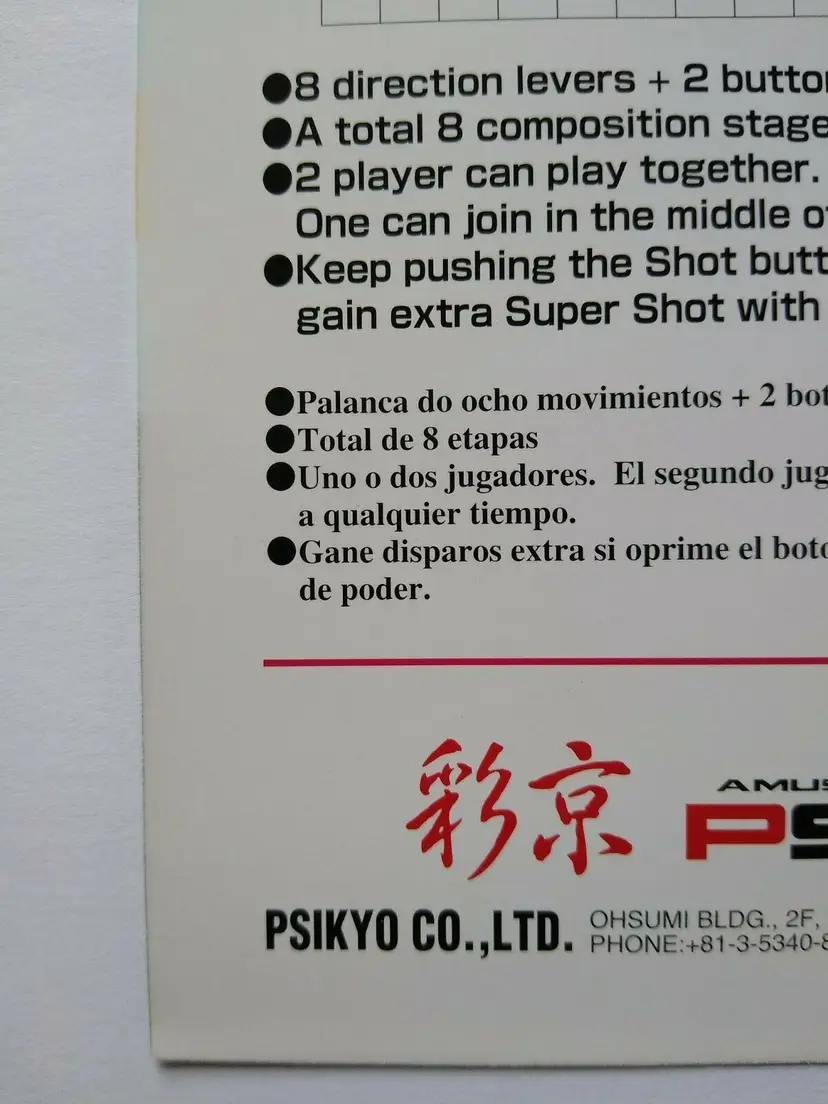 ●8 direction levers + 2
●A total 8 composition
●2 player can play together.
One can join in the middle
●Keep pushing the Shot
gain extra Super Shot with
●Palanca do ocho movimientos + 2
●Total de 8 etapas
●Uno o dos jugadores. El segundo
a qualquier tiempo.
●Gane disparos extra si oprime el
de poder.
彩京
PSIKYO CO.,LTD.
OHSUMI BLDG., 2F,
PHONE:+81-3-5340-